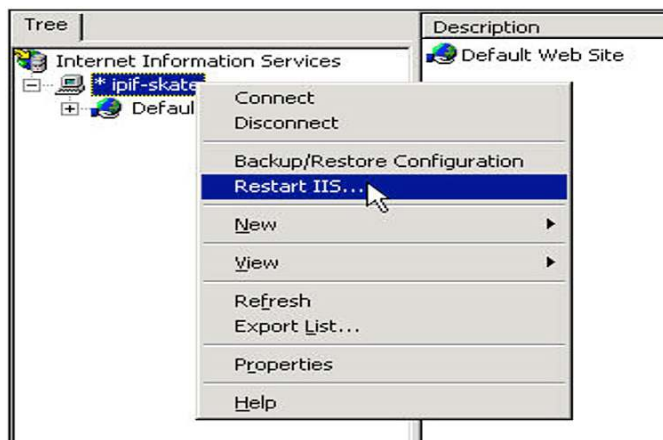 Tree
Description
Internet Information Services
* ipif-skate
Defaul
Default Web Site
Connect
Disconnect
Backup/Restore Configuration
Restart IIS...
New
View
Refresh
Export List...
Properties
Help